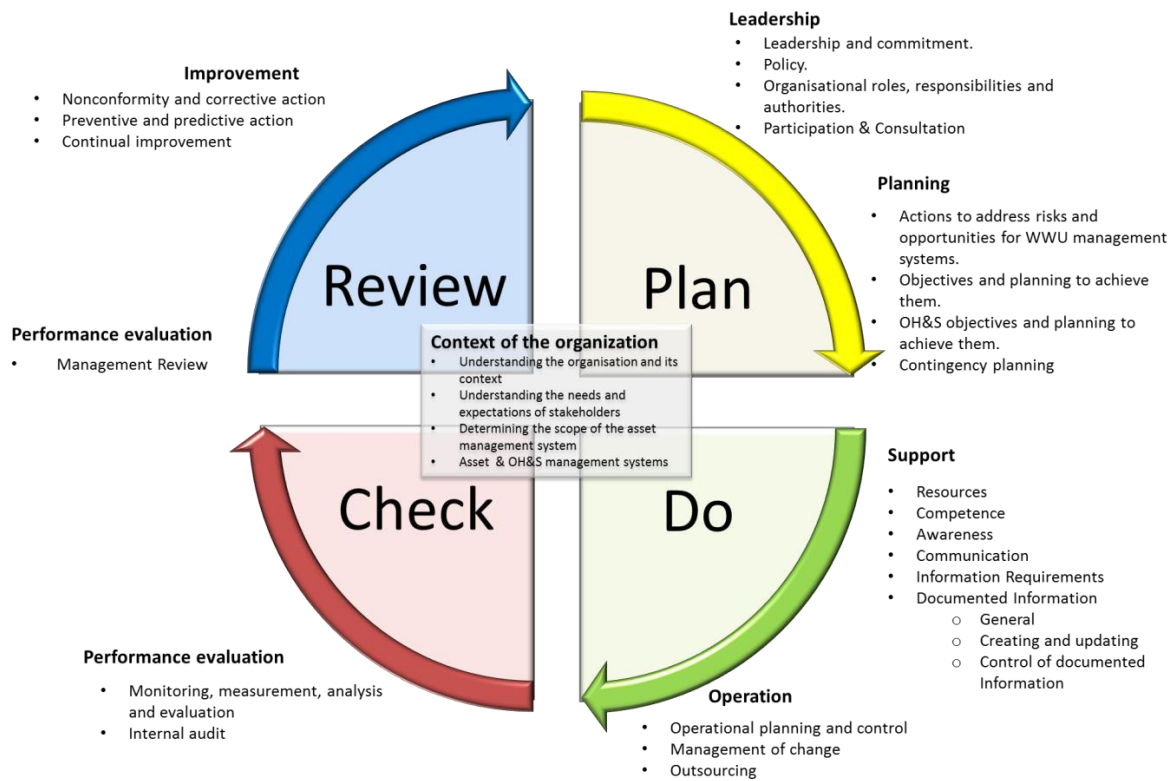 Leadership
• Leadership and commitment.
• Policy.
• Organisational roles, responsibilities and
authorities.
• Participation & Consultation
Improvement
• Nonconformity and corrective action
• Preventive and predictive action
• Continual improvement
Planning
• Actions to address risks and
opportunities for WWU management
systems.
• Objectives and planning to achieve
them.
• OH&S objectives and planning to
achieve them.
• Contingency planning
Review
Plan
Performance evaluation
• Management Review
Context of the organization
• Understanding the organisation and its
context
• Understanding the needs and
expectations of stakeholders
• Determining the scope of the asset
management system
• Asset & OH&S management systems
Check
Do
Support
• Resources
• Competence
• Awareness
• Communication
• Information Requirements
• Documented Information
o General
o Creating and updating
o Control of documented
Information
Performance evaluation
• Monitoring, measurement, analysis
and evaluation
• Internal audit
Operation
• Operational planning and control
• Management of change
• Outsourcing